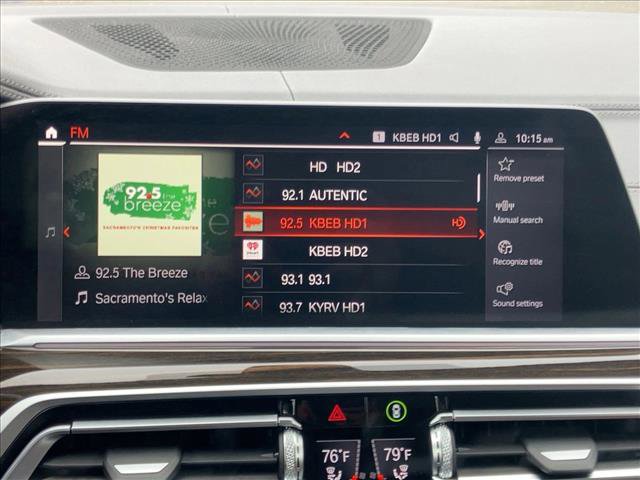 FM
1 KBEB HD1 10:15 am
92.5 the
breeze
SACRAMENTO'S CHRISTMAS FAVORITES
92.5 The Breeze
Sacramento's Relax
HD HD2
92.1 AUTENTIC
92.5 KBEB HD1
KBEB HD2
93.1 93.1
93.7 KYRV HD1
Remove preset
Manual search
Recognize title
Sound settings
76°F 79°F